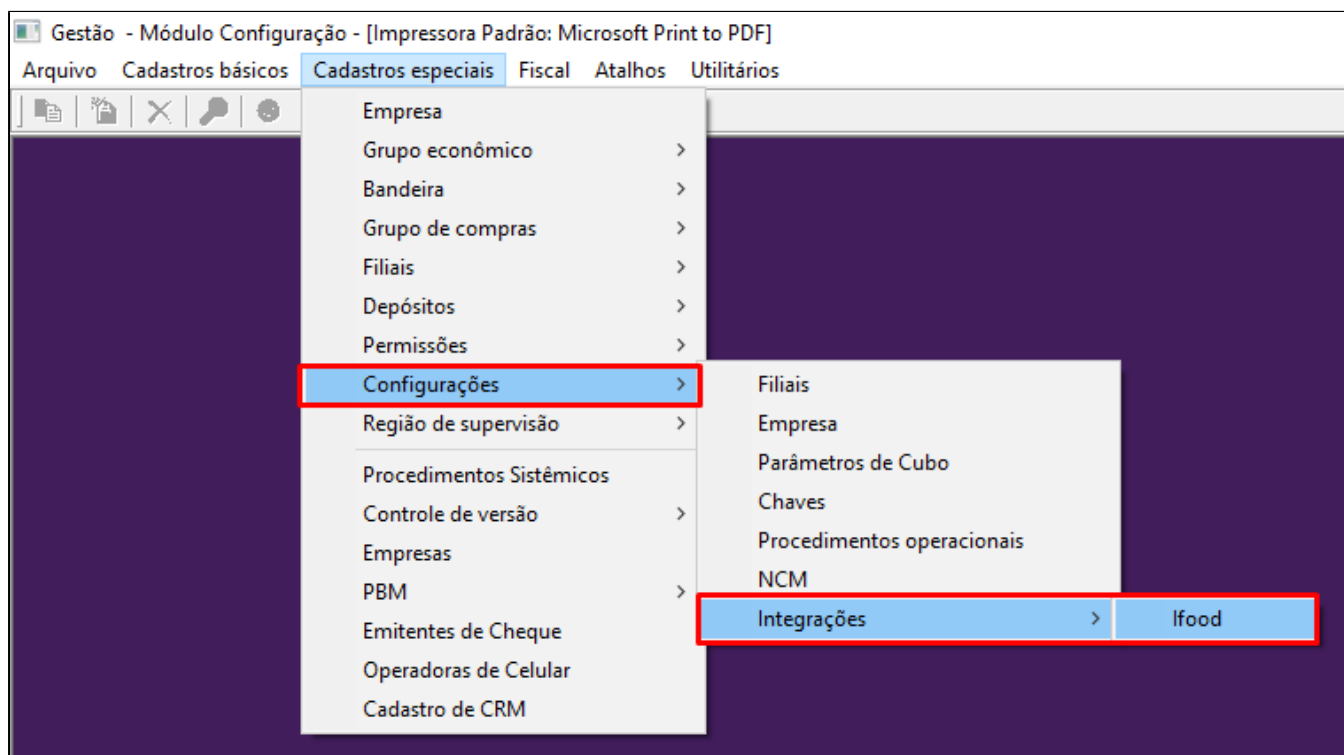 Gestão - Módulo Configuração - [Impressora Padrão: Microsoft Print to PDF]
Arquivo Cadastros básicos Cadastros especiais Fiscal Atalhos Utilitários
Empresa
Grupo econômico
Bandeira
Grupo de compras
Filiais
Depósitos
Permissões
Configurações
Região de supervisão
Procedimentos Sistêmicos
Controle de versão
Empresas
PBM
Emitentes de Cheque
Operadoras de Celular
Cadastro de CRM
Filiais
Empresa
Parâmetros de Cubo
Chaves
Procedimentos operacionais
NCM
Integrações
Ifood